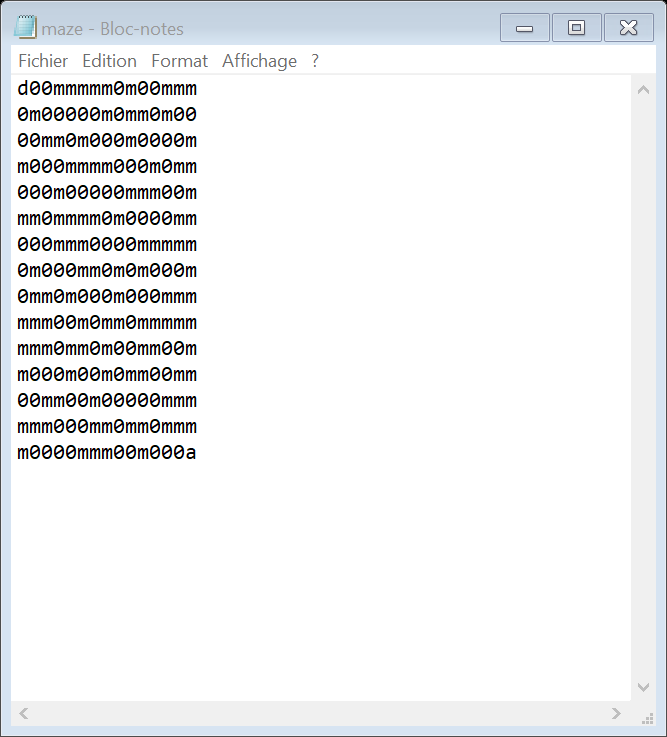 maze - Bloc-notes
Fichier Edition Format Affichage ?
d00mmmmm0m00mmm
0m00000m0mm0m00
00mm0m000m0000m
m000mmmm000m0mm
000m00000mmm00m
mm0mmmm0m0000mm
000mmm0000mmmmm
0m000mm0m0m000m
0mm0m000m000mmm
mmm00m0mm0mmmmm
mmm0mm0m00mm00m
m000m00m0mm00mm
00mm00m00000mmm
mmm000mm0mm0mmm
m0000mmm00m000a